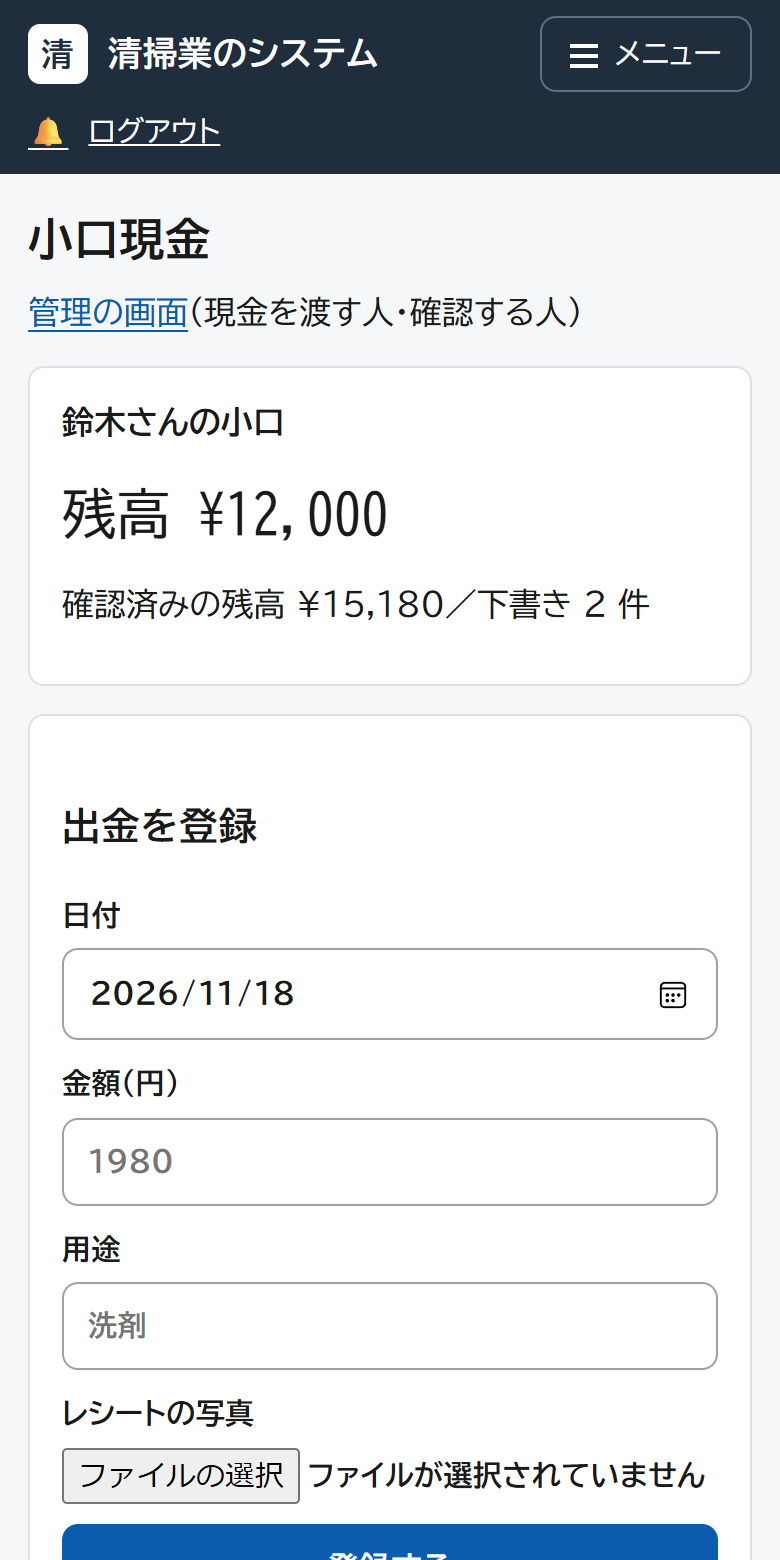 清 清掃業のシステム メニュー
ログアウト
小口現金
管理の画面(現金を渡す人・確認する人)
鈴木さんの小口
残高 ¥12,000
確認済みの残高 ¥15,180／下書き 2 件
出金を登録
日付
2026/11/18
金額(円)
1980
用途
洗剤
レシートの写真
ファイルの選択 ファイルが選択されていません
登録する